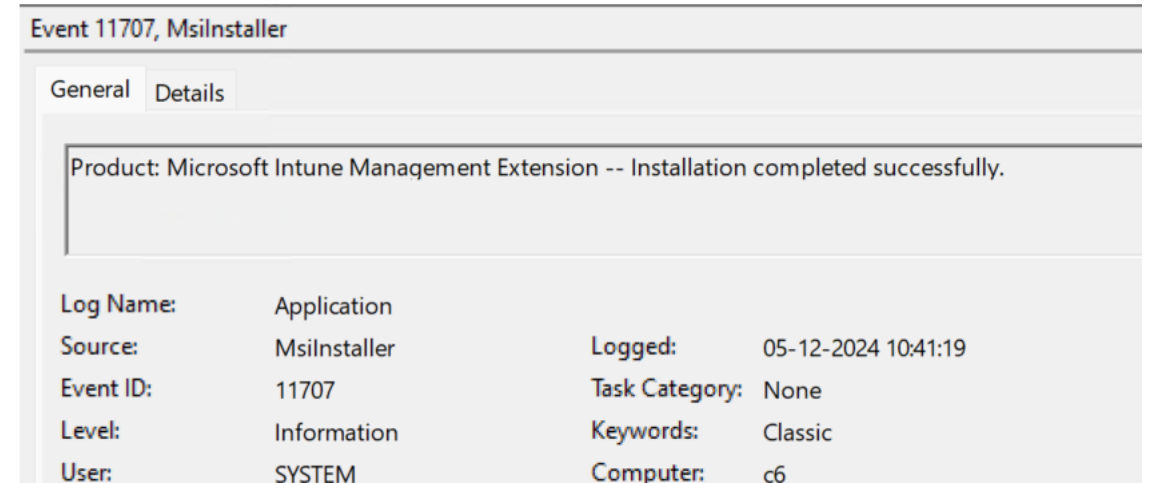 Event 11707, MsiInstaller
General Details
Product: Microsoft Intune Management Extension -- Installation completed successfully.
Log Name: Application
Source: MsiInstaller Logged: 05-12-2024 10:41:19
Event ID: 11707 Task Category: None
Level: Information Keywords: Classic
User: SYSTEM Computer: c6